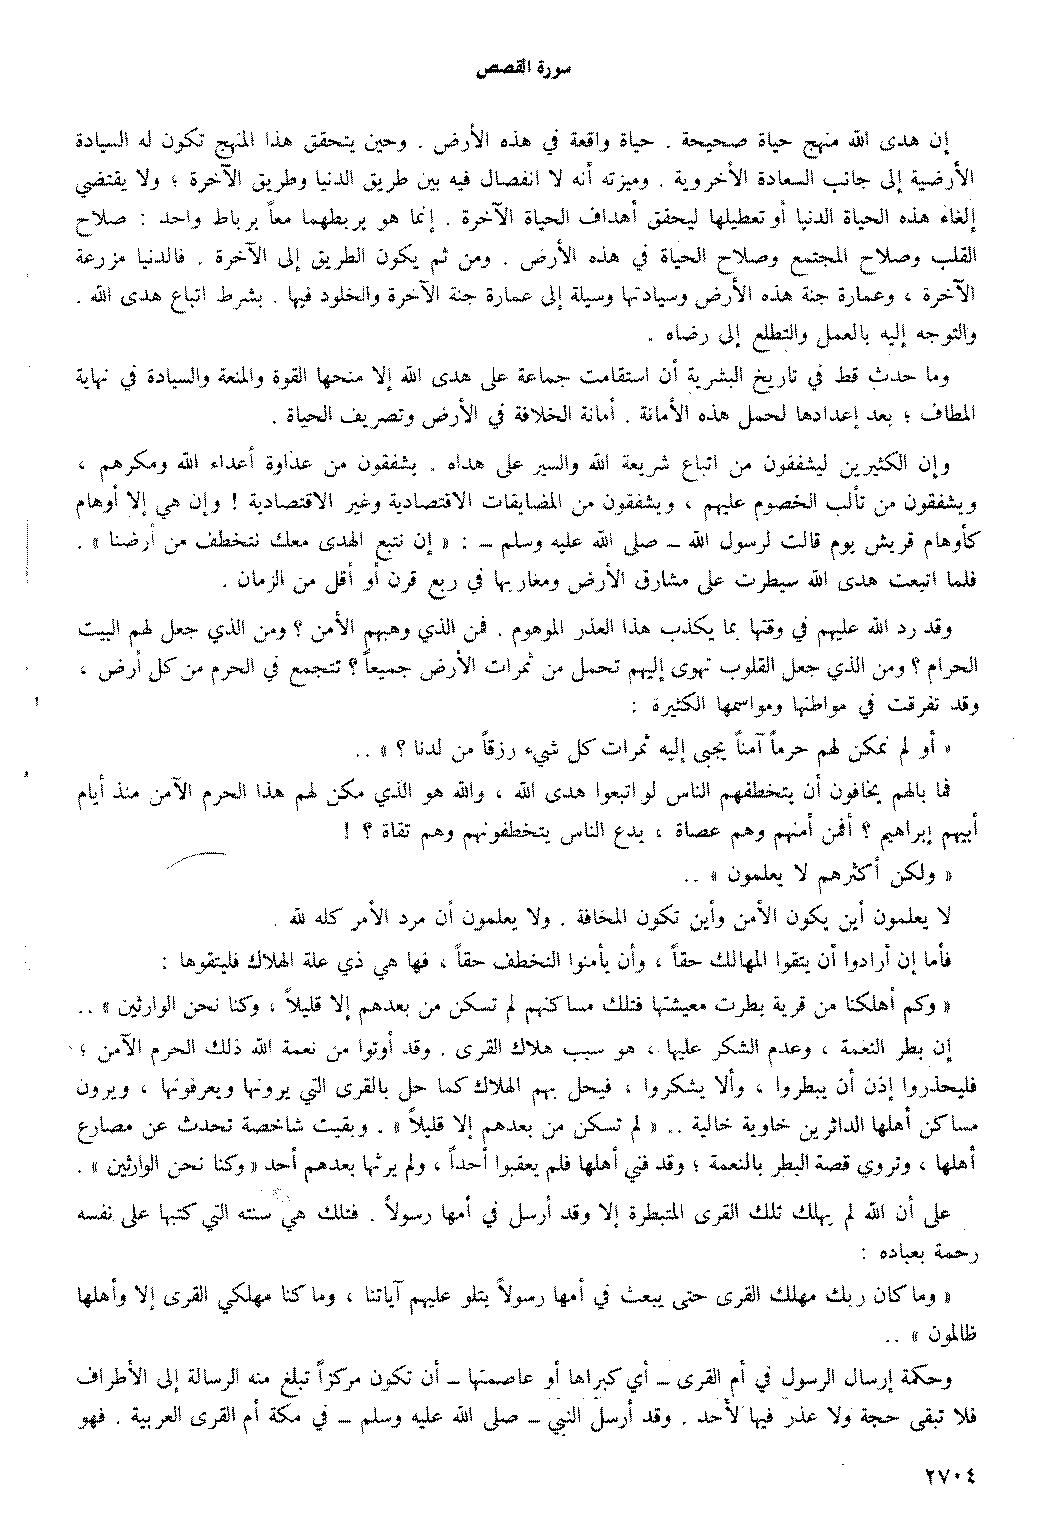 سورة القصص
إن هدى الله منهج حياة صحيحة . حياة واقعة في هذه الأرض . وحين يتحقق هذا المنهج تكون له السيادة
الأرضية إلى جانب السعادة الأخروية . وميزته أنه لا انفصال فيه بين طريق الدنيا وطريق الآخرة ؛ ولا يقتضي
إلغاء هذه الحياة الدنيا أو تعطيلها ليحقق أهداف الحياة الآخرة . إنما هو يربطهما معاً برباط واحد : صلاح
القلب وصلاح المجتمع وصلاح الحياة في هذه الأرض . ومن ثم يكون الطريق إلى الآخرة . فالدنيا مزرعة
الآخرة ، وعمارة جنة هذه الأرض وسيادتها وسيلة إلى عمارة جنة الآخرة والخلود فيها . بشرط اتباع هدى الله .
والتوجه إليه بالعمل والتطلع إلى رضاه .
وما حدث قط في تاريخ البشرية أن استقامت جماعة على هدى الله إلا منحها القوة والمنعة والسيادة في نهاية
المطاف ؛ بعد إعدادها لحمل هذه الأمانة . أمانة الخلافة في الأرض وتصريف الحياة .
وإن الكثيرين ليشفقون من اتباع شريعة الله والسير على هداه . يشفقون من عداوة أعداء الله ومكرهم ،
ويشفقون من تألب الخصوم عليهم ، ويشفقون من المضايقات الاقتصادية وغير الاقتصادية ! وإن هي إلا أوهام
كأوهام قريش يوم قالت لرسول الله – صلى الله عليه وسلم – : « إن نتبع الهدى معك نتخطف من أرضنا » .
فلما اتبعت هدى الله سيطرت على مشارق الأرض ومغاربها في ربع قرن أو أقل من الزمان .
وقد رد الله عليهم في وقتها بما يكذب هذا العذر الموهوم . فمن الذي وهبهم الأمن ؟ ومن الذي جعل لهم البيت
الحرام ؟ ومن الذي جعل القلوب تهوى إليهم تحمل من ثمرات الأرض جميعاً ؟ تتجمع في الحرم من كل أرض ،
وقد تفرقت في مواطنها ومواسمها الكثيرة :
« أو لم نمكن لهم حرماً آمناً يجبى إليه ثمرات كل شيء رزقاً من لدنا ؟ » ..
فما بالهم يخافون أن يتخطفهم الناس لو اتبعوا هدى الله ، والله هو الذي مكن لهم هذا الحرم الآمن منذ أيام
أبيهم إبراهيم ؟ أفمن أمنهم وهم عصاة ، يدع الناس يتخطفونهم وهم تقاة ؟ !
« ولكن أكثرهم لا يعلمون » ..
لا يعلمون أين يكون الأمن وأين تكون المخافة . ولا يعلمون أن مرد الأمر كله لله .
فأما إن أرادوا أن يتقوا المهالك حقاً ، وأن يأمنوا التخطف حقاً ، فها هي ذي علة الهلاك فليتقوها :
« وكم أهلكنا من قرية بطرت معيشتها فتلك مساكنهم لم تسكن من بعدهم إلا قليلاً ، وكنا نحن الوارثين » ..
إن بطر النعمة ، وعدم الشكر عليها ، هو سبب هلاك القرى . وقد أوتوا من نعمة الله ذلك الحرم الآمن ؛
فليحذروا إذن أن يبطروا ، وألا يشكروا ، فيحل بهم الهلاك كما حل بالقرى التي يرونها ويعرفونها ، ويرون
مساكن أهلها الداثرين خاوية خالية .. « لم تسكن من بعدهم إلا قليلاً » . وبقيت شاخصة تحدث عن مصارع
أهلها ، وتروي قصة البطر بالنعمة ؛ وقد فني أهلها فلم يعقبوا أحداً ، ولم يرثها بعدهم أحد « وكنا نحن الوارثين » .
على أن الله لم يهلك تلك القرى المتبطرة إلا وقد أرسل في أمها رسولاً . فتلك هي سنته التي كتبها على نفسه
رحمة بعباده :
« وما كان ربك مهلك القرى حتى يبعث في أمها رسولاً يتلو عليهم آياتنا ، وما كنا مهلكي القرى إلا وأهلها
ظالمون » ..
وحكمة إرسال الرسول في أم القرى – أي كبراها أو عاصمتها – أن تكون مركزاً تبلغ منه الرسالة إلى الأطراف
فلا تبقى حجة ولا عذر فيها لأحد . وقد أرسل النبي – صلى الله عليه وسلم – في مكة أم القرى العربية . فهو
٢٧٠٤